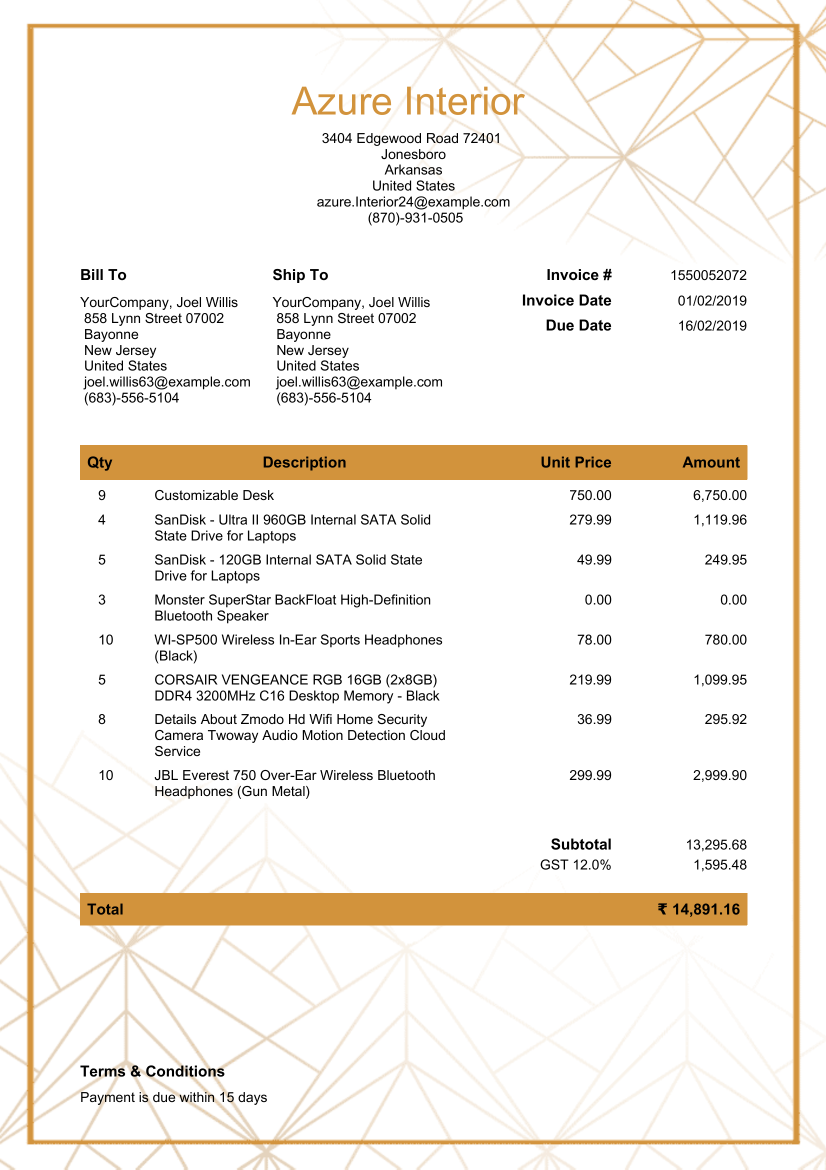 Azure Interior
3404 Edgewood Road 72401
Jonesboro
Arkansas
United States
azure.Interior24@example.com
(870)-931-0505
Bill To
YourCompany, Joel Willis
858 Lynn Street 07002
Bayonne
New Jersey
United States
joel.willis63@example.com
(683)-556-5104
Ship To
YourCompany, Joel Willis
858 Lynn Street 07002
Bayonne
New Jersey
United States
joel.willis63@example.com
(683)-556-5104
Invoice # 1550052072
Invoice Date 01/02/2019
Due Date 16/02/2019
Qty Description Unit Price Amount
9 Customizable Desk 750.00 6,750.00
4 SanDisk - Ultra II 960GB Internal SATA Solid 279.99 1,119.96
State Drive for Laptops
5 SanDisk - 120GB Internal SATA Solid State 49.99 249.95
Drive for Laptops
3 Monster SuperStar BackFloat High-Definition 0.00 0.00
Bluetooth Speaker
10 WI-SP500 Wireless In-Ear Sports Headphones 78.00 780.00
(Black)
5 CORSAIR VENGEANCE RGB 16GB (2x8GB) 219.99 1,099.95
DDR4 3200MHz C16 Desktop Memory - Black
8 Details About Zmodo Hd Wifi Home Security 36.99 295.92
Camera Twoway Audio Motion Detection Cloud
Service
10 JBL Everest 750 Over-Ear Wireless Bluetooth 299.99 2,999.90
Headphones (Gun Metal)
Subtotal 13,295.68
GST 12.0% 1,595.48
Total ₹ 14,891.16
Terms & Conditions
Payment is due within 15 days